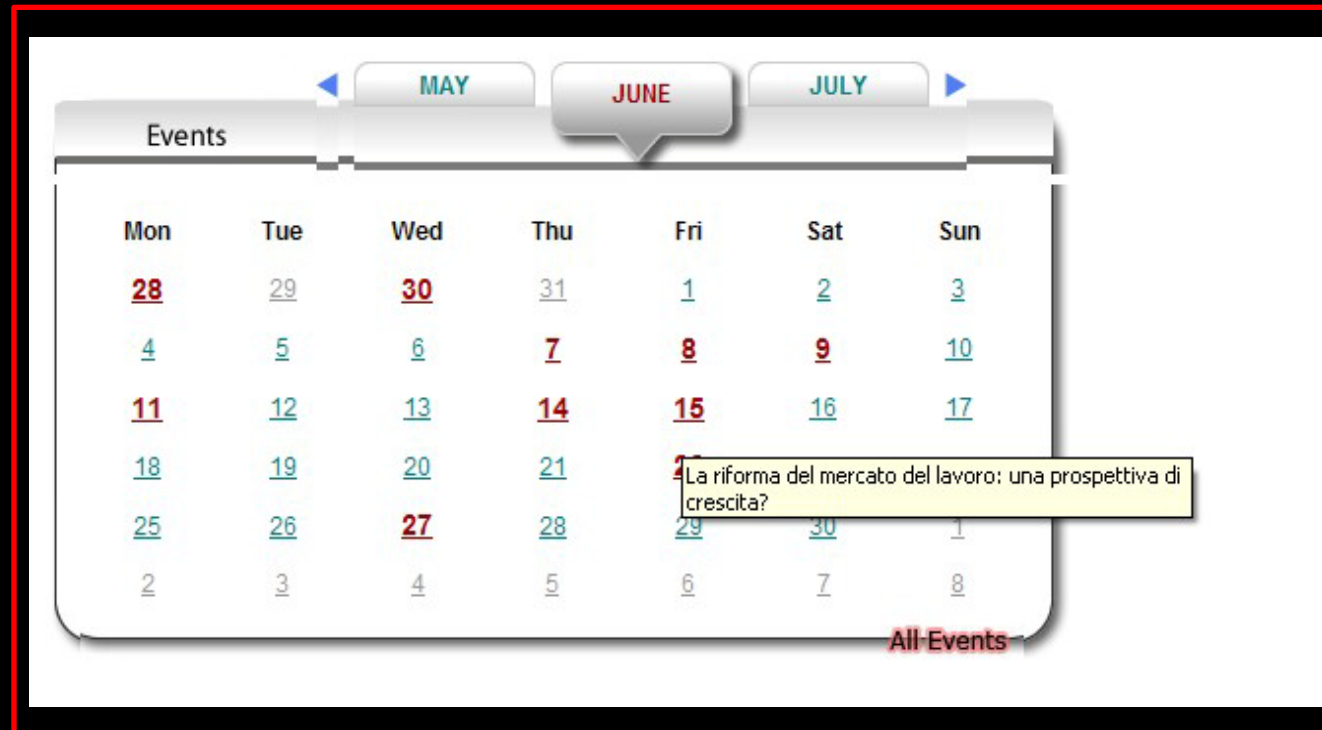 MAY JUNE JULY
Events
Mon Tue Wed Thu Fri Sat Sun
28 29 30 31 1 2 3
4 5 6 7 8 9 10
11 12 13 14 15 16 17
18 19 20 21
La riforma del mercato del lavoro: una prospettiva di
crescita?
25 26 27 28 29 30 1
2 3 4 5 6 7 8
All Events